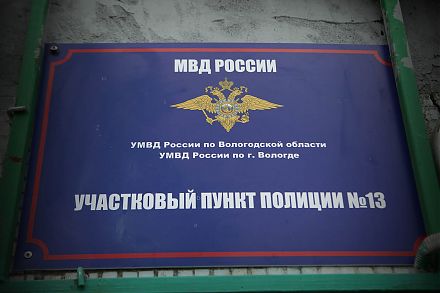 МВД РОССИИ
УМВД России по Вологодской области
УМВД России по г. Вологде
УЧАСТКОВЫЙ ПУНКТ ПОЛИЦИИ №13